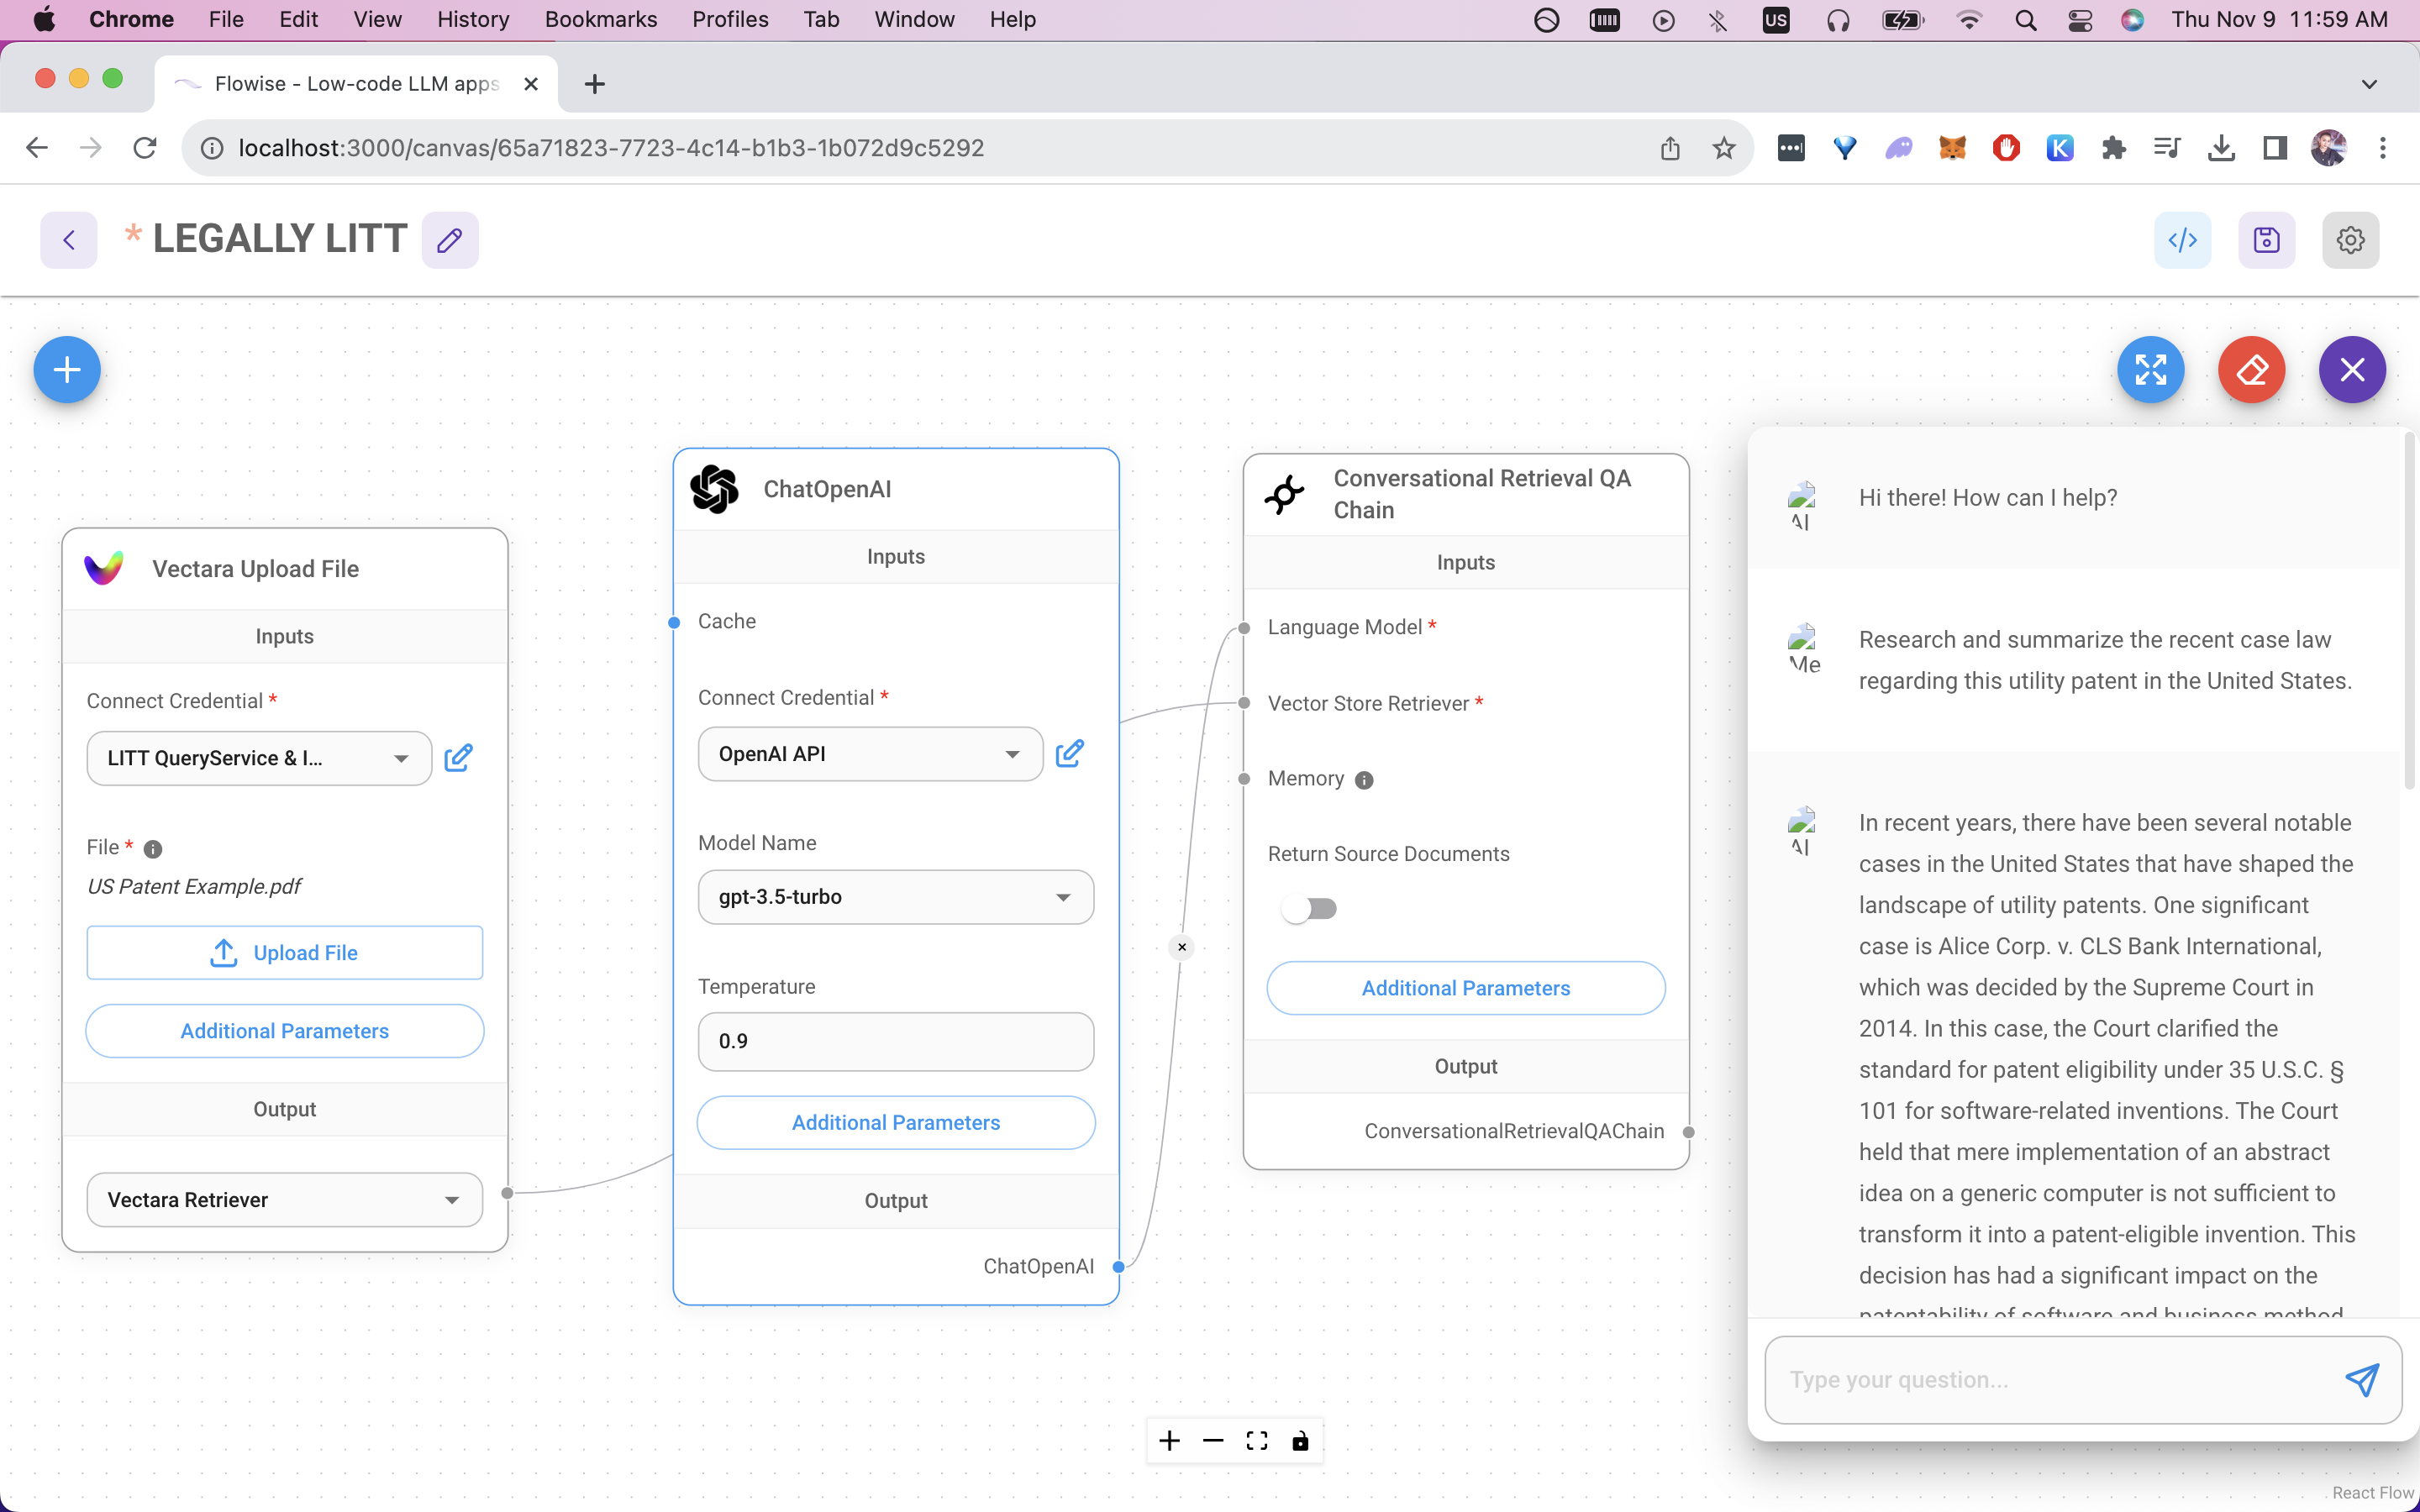 Chrome File Edit View History Bookmarks Profiles Tab Window Help
US
Thu Nov 9 11:59 AM
Flowise - Low-code LLM apps
localhost:3000/canvas/65a71823-7723-4c14-b1b3-1b072d9c5292
K
* LEGALLY LITT
</>
Vectara Upload File
Inputs
Connect Credential *
LITT QueryService & I...
File *
US Patent Example.pdf
Upload File
Additional Parameters
Output
Vectara Retriever
ChatOpenAI
Inputs
Cache
Connect Credential *
OpenAI API
Model Name
gpt-3.5-turbo
Temperature
0.9
Additional Parameters
Output
ChatOpenAI
Conversational Retrieval QA
Chain
Inputs
Language Model *
Vector Store Retriever *
Memory
Return Source Documents
Additional Parameters
Output
ConversationalRetrievalQAChain
AI
Hi there! How can I help?
Me
Research and summarize the recent case law
regarding this utility patent in the United States.
AI
In recent years, there have been several notable
cases in the United States that have shaped the
landscape of utility patents. One significant
case is Alice Corp. v. CLS Bank International,
which was decided by the Supreme Court in
2014. In this case, the Court clarified the
standard for patent eligibility under 35 U.S.C. §
101 for software-related inventions. The Court
held that mere implementation of an abstract
idea on a generic computer is not sufficient to
transform it into a patent-eligible invention. This
decision has had a significant impact on the
patentability of software and business method
Type your question...
React Flow